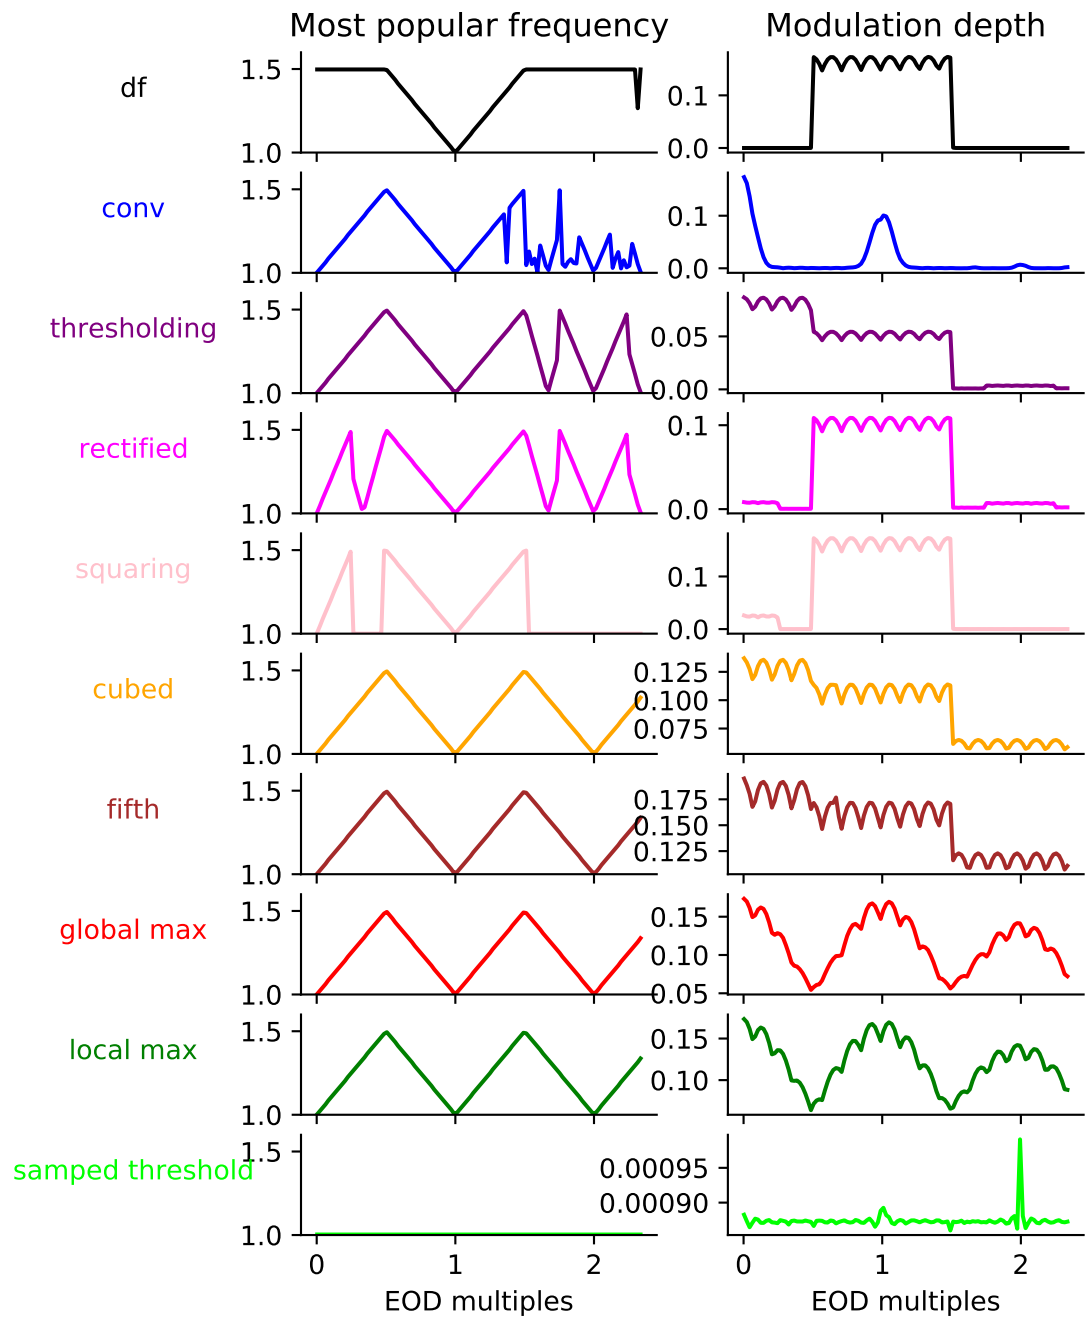 Most popular frequency Modulation depth
df 1.5 1.0 0.1 0.0
conv 1.5 1.0 0.1 0.0
thresholding 1.5 1.0 0.05 0.00
rectified 1.5 1.0 0.1 0.0
squaring 1.5 1.0 0.1 0.0
cubed 1.5 1.0 0.125 0.100 0.075
fifth 1.5 1.0 0.175 0.150 0.125
global max 1.5 1.0 0.15 0.10 0.05
local max 1.5 1.0 0.15 0.10
samped threshold 1.5 1.0 0.00095 0.00090
0 1 2 0 1 2
EOD multiples EOD multiples